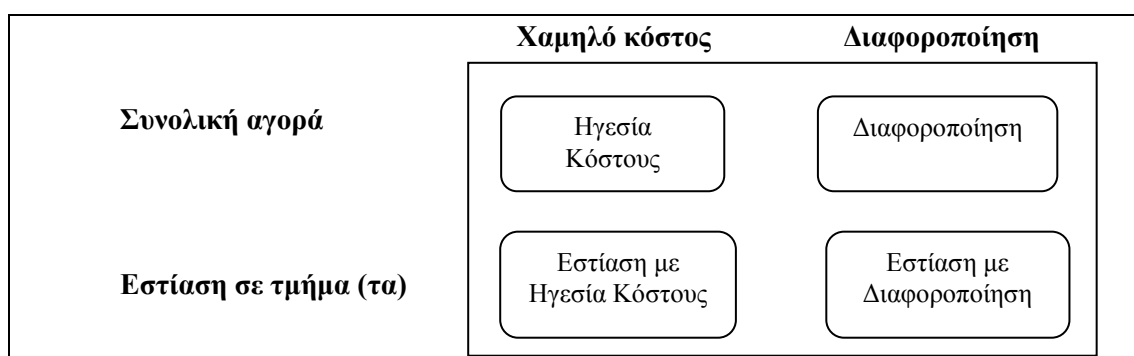 Χαμηλό κόστος Διαφοροποίηση
Συνολική αγορά
Ηγεσία
Κόστους
Διαφοροποίηση
Εστίαση σε τμήμα (τα)
Εστίαση με
Ηγεσία Κόστους
Εστίαση με
Διαφοροποίηση